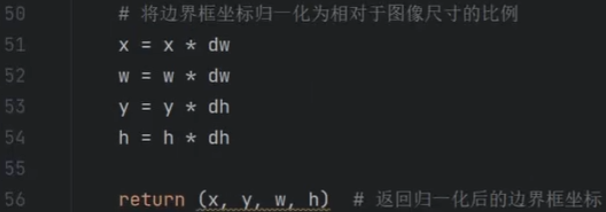 50 # 将边界框坐标归一化为相对于图像尺寸的比例
51 x = x * dw
52 w = w * dw
53 y = y * dh
54 h = h * dh
55
56 return (x, y, w, h) # 返回归一化后的边界框坐标